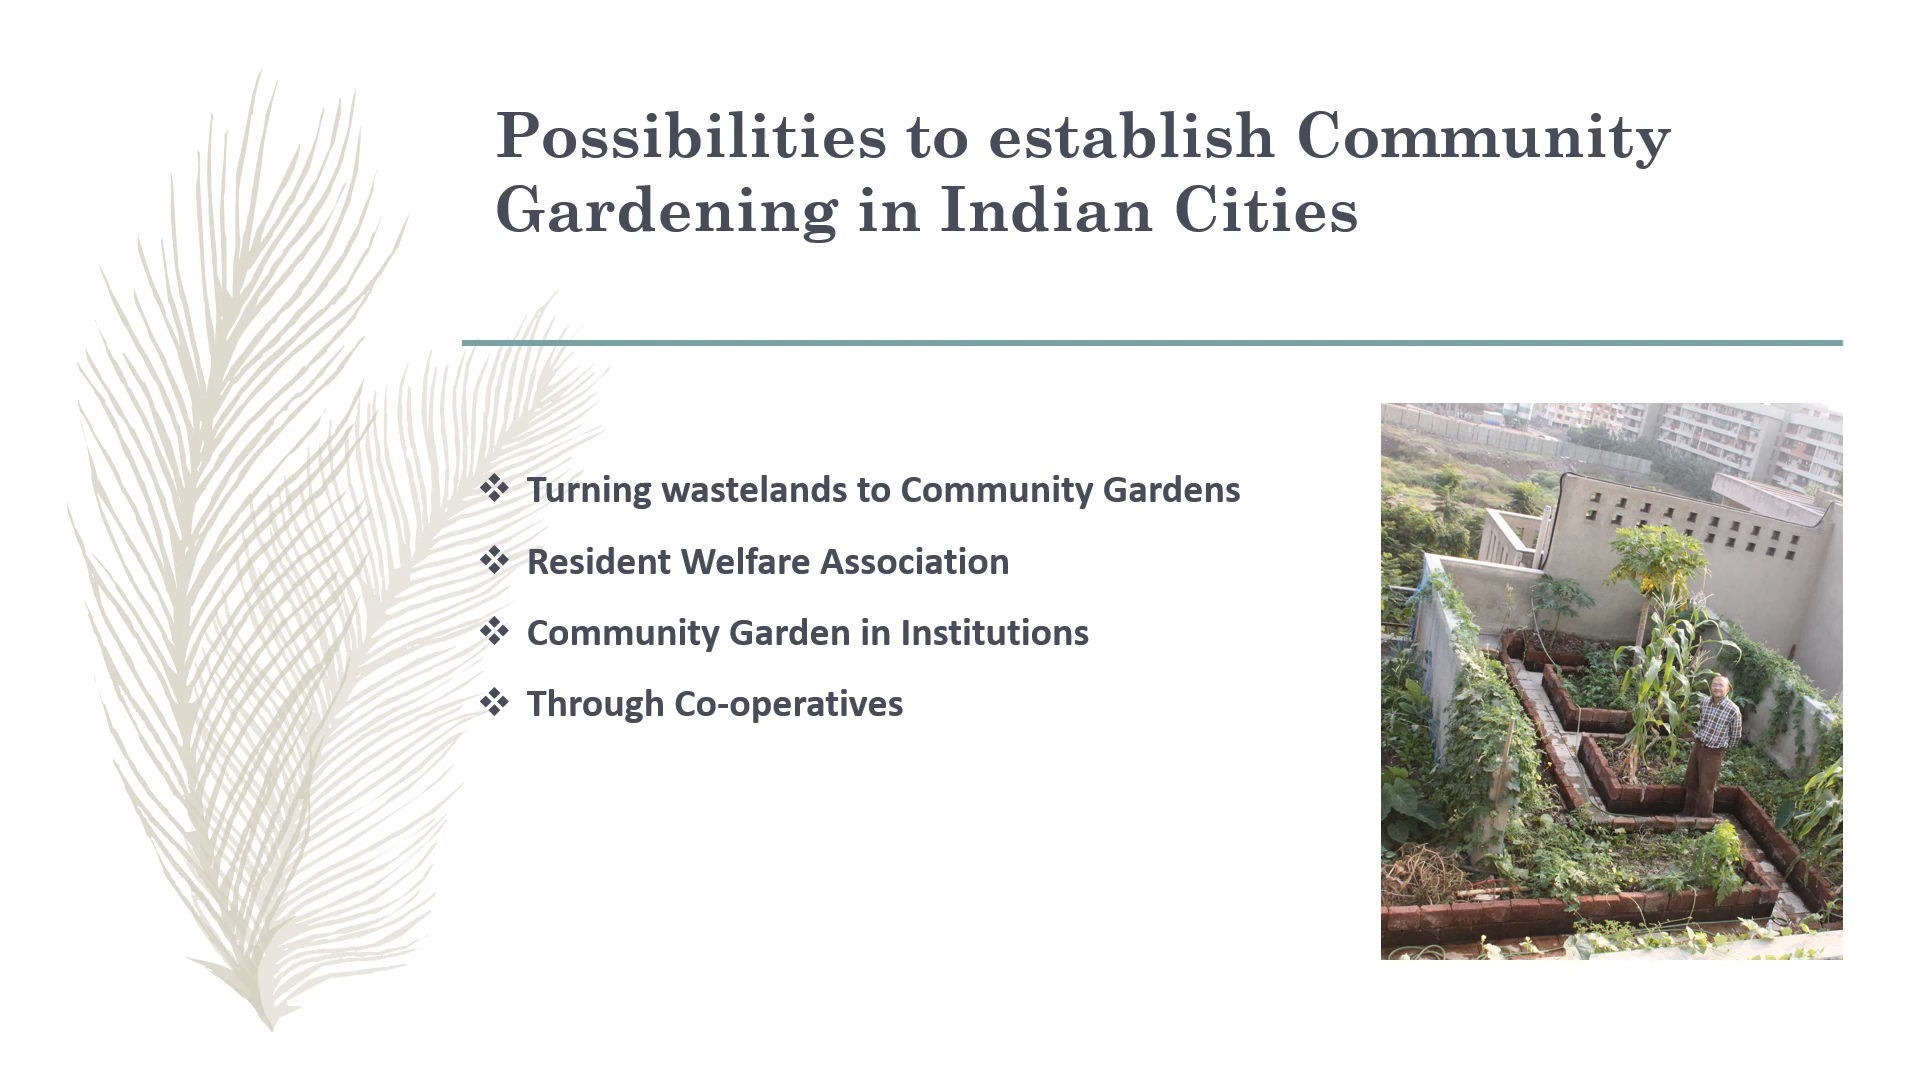 Possibilities to establish Community
Gardening in Indian Cities
❖ Turning wastelands to Community Gardens
❖ Resident Welfare Association
❖ Community Garden in Institutions
❖ Through Co-operatives